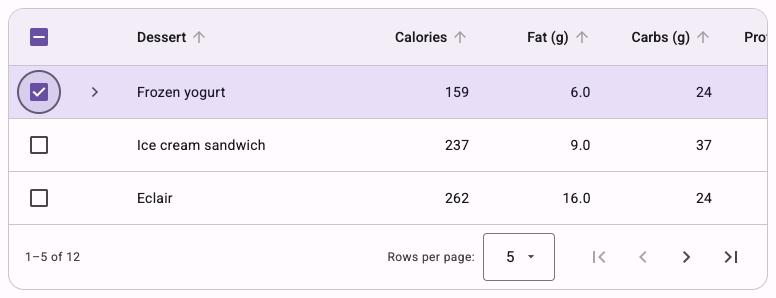 Dessert Calories Fat (g) Carbs (g) Pro
Frozen yogurt 159 6.0 24
Ice cream sandwich 237 9.0 37
Eclair 262 16.0 24
1–5 of 12 Rows per page: 5